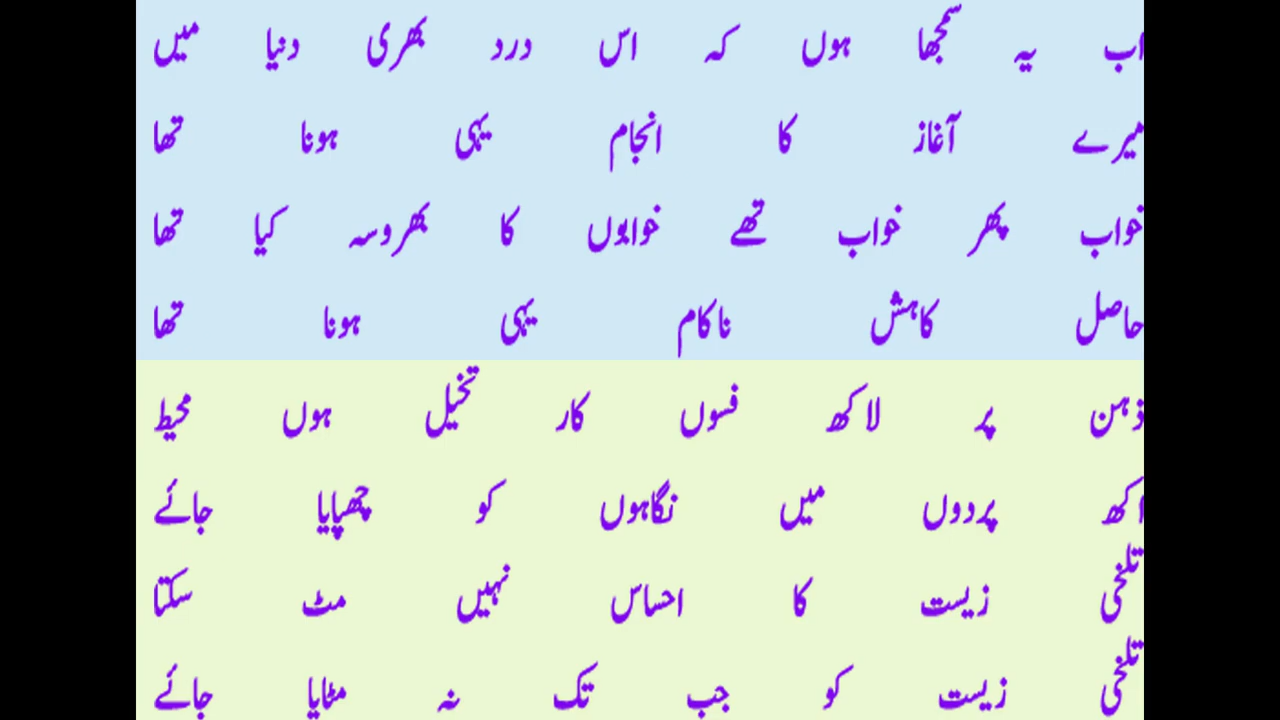 اب یہ سمجھا ہوں کہ اس درد بھری دنیا میں
میرے آغاز کا انجام یہی ہونا تھا
خواب پھر خواب تھے خوابوں کا بھروسہ کیا تھا
حاصل کاہش ناکام یہی ہونا تھا
ذہن پر لاکھ فسوں کار تخیل ہوں محیط
اکھ پردوں میں نگاہوں کو چھپایا جائے
تلخی زیست کا احساس نہیں مٹ سکتا
تلخی زیست کو جب تک نہ مٹایا جائے